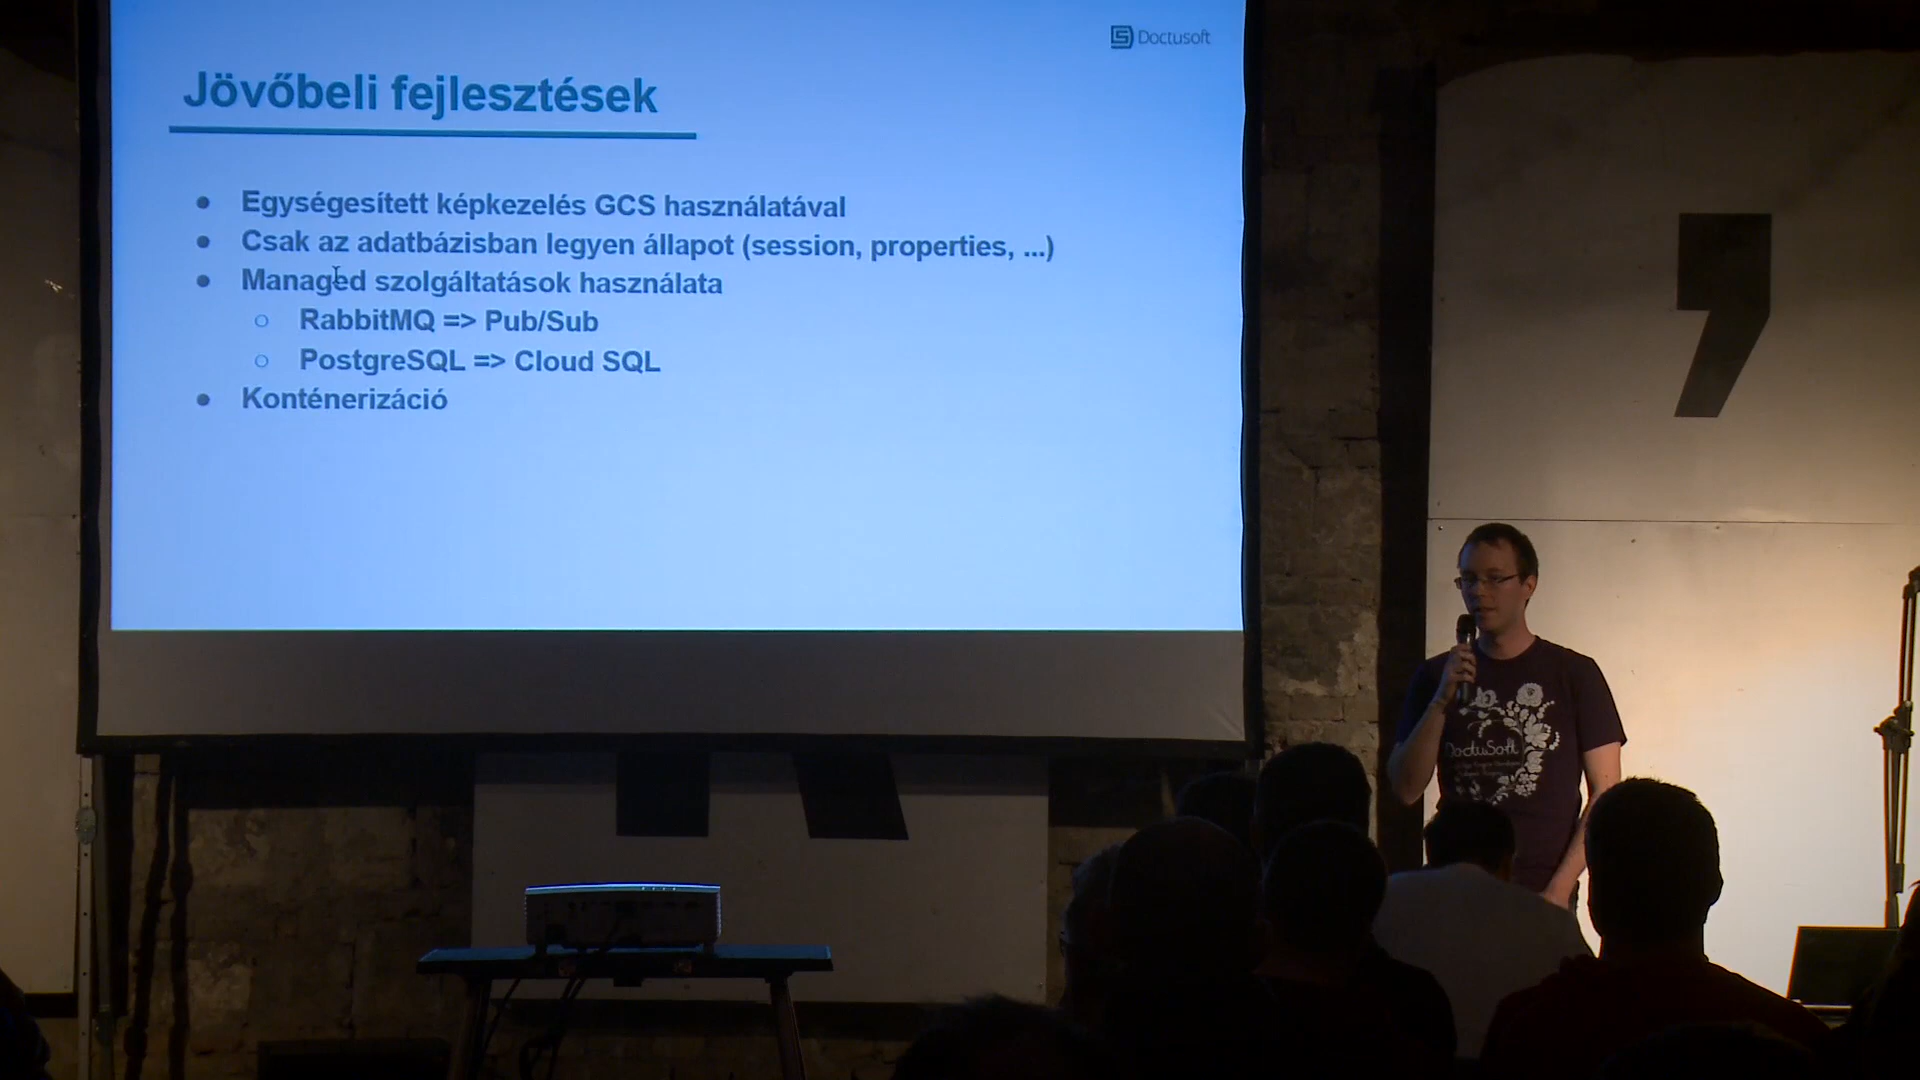 Doctusoft
Jövőbeli fejlesztések
Egységesített képkezelés GCS használatával
Csak az adatbázisban legyen állapot (session, properties, ...)
Managed szolgáltatások használata
RabbitMQ => Pub/Sub
PostgreSQL => Cloud SQL
Konténerizáció
DoctuSoft